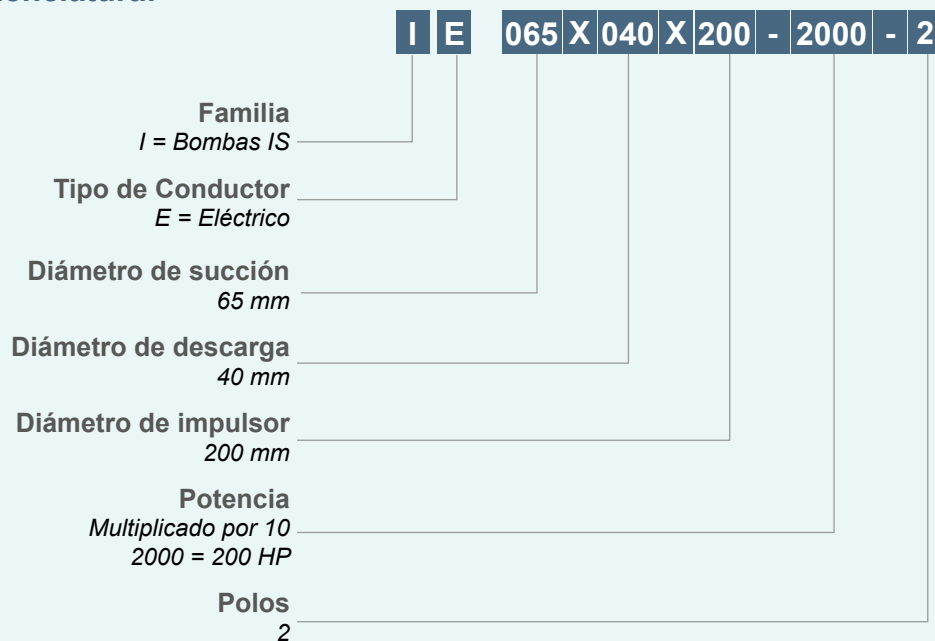 I E 065 X 040 X 200 - 2000 - 2
Familia
I = Bombas IS
Tipo de Conductor
E = Eléctrico
Diámetro de succión
65 mm
Diámetro de descarga
40 mm
Diámetro de impulsor
200 mm
Potencia
Multiplicado por 10
2000 = 200 HP
Polos
2